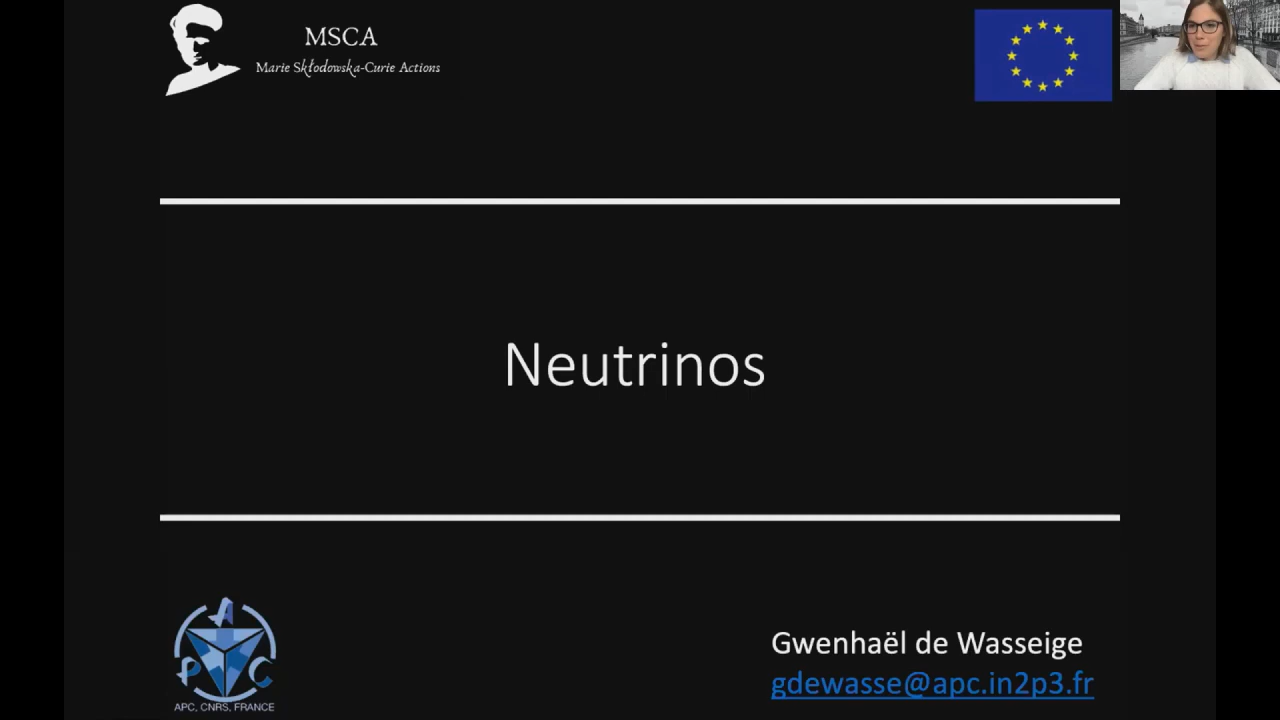 MSCA
Marie Skłodowska-Curie Actions
Neutrinos
A
P C
APC, CNRS, FRANCE
Gwenhaël de Wasseige
gdewasse@apc.in2p3.fr